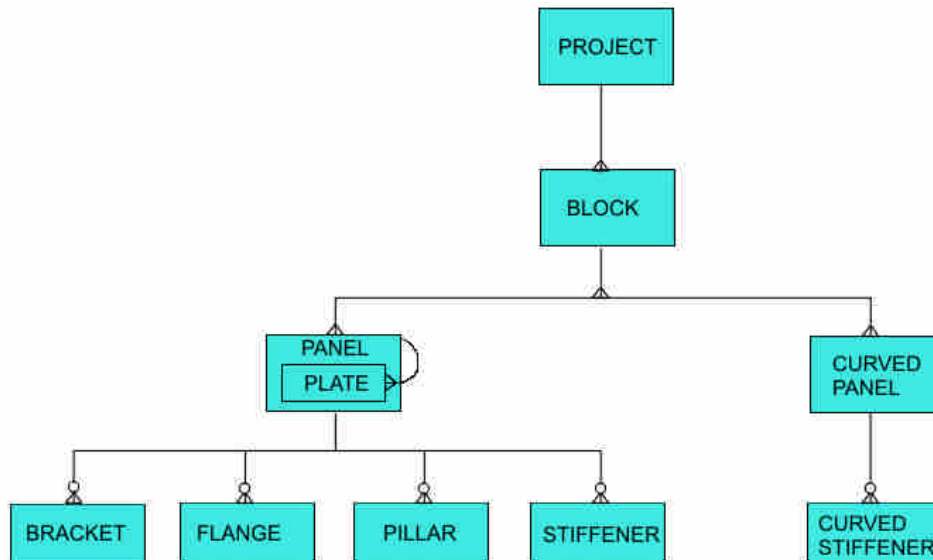 PROJECT
BLOCK
PANEL
PLATE
CURVED
PANEL
BRACKET
FLANGE
PILLAR
STIFFENER
CURVED
STIFFENER